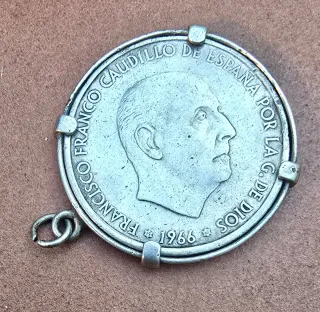 FRANCISCO FRANCO CAUDILLO DE ESPAÑA POR LA G. DE DIOS
* 1966 *